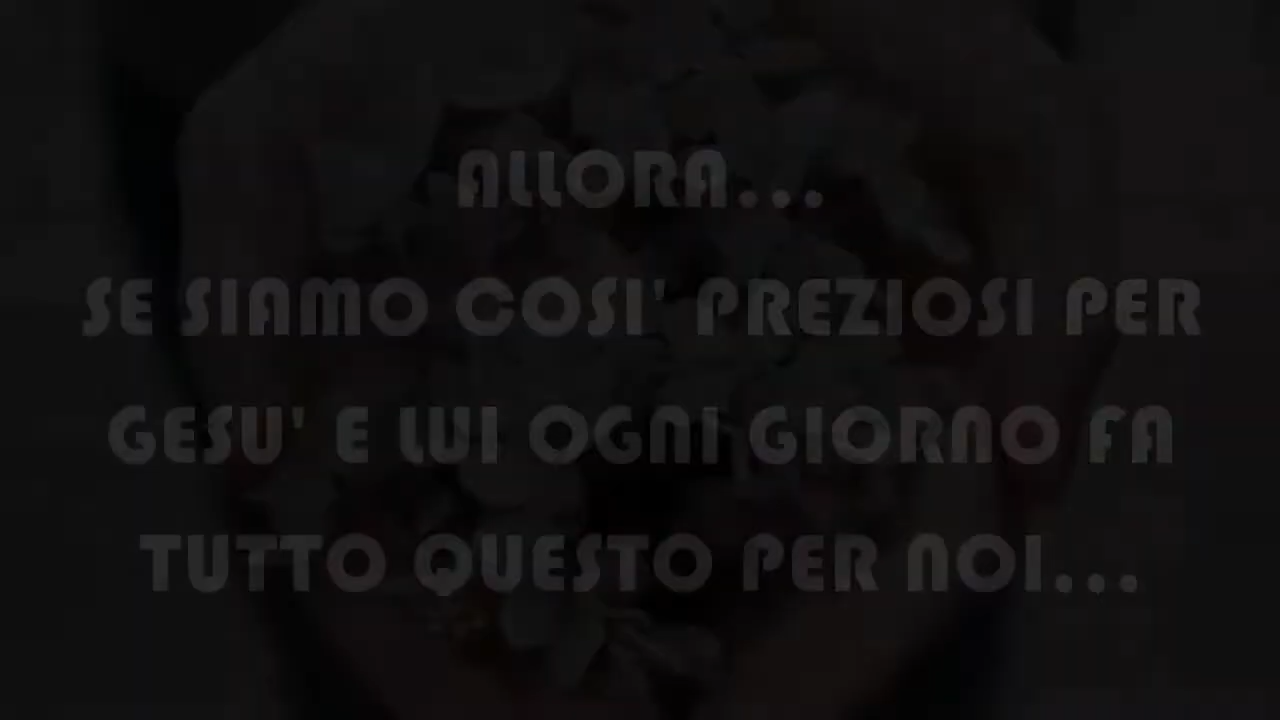 ALLORA...
SE SIAMO COSI' PREZIOSI PER
GESU' E LUI OGNI GIORNO FA
TUTTO QUESTO PER NOI...